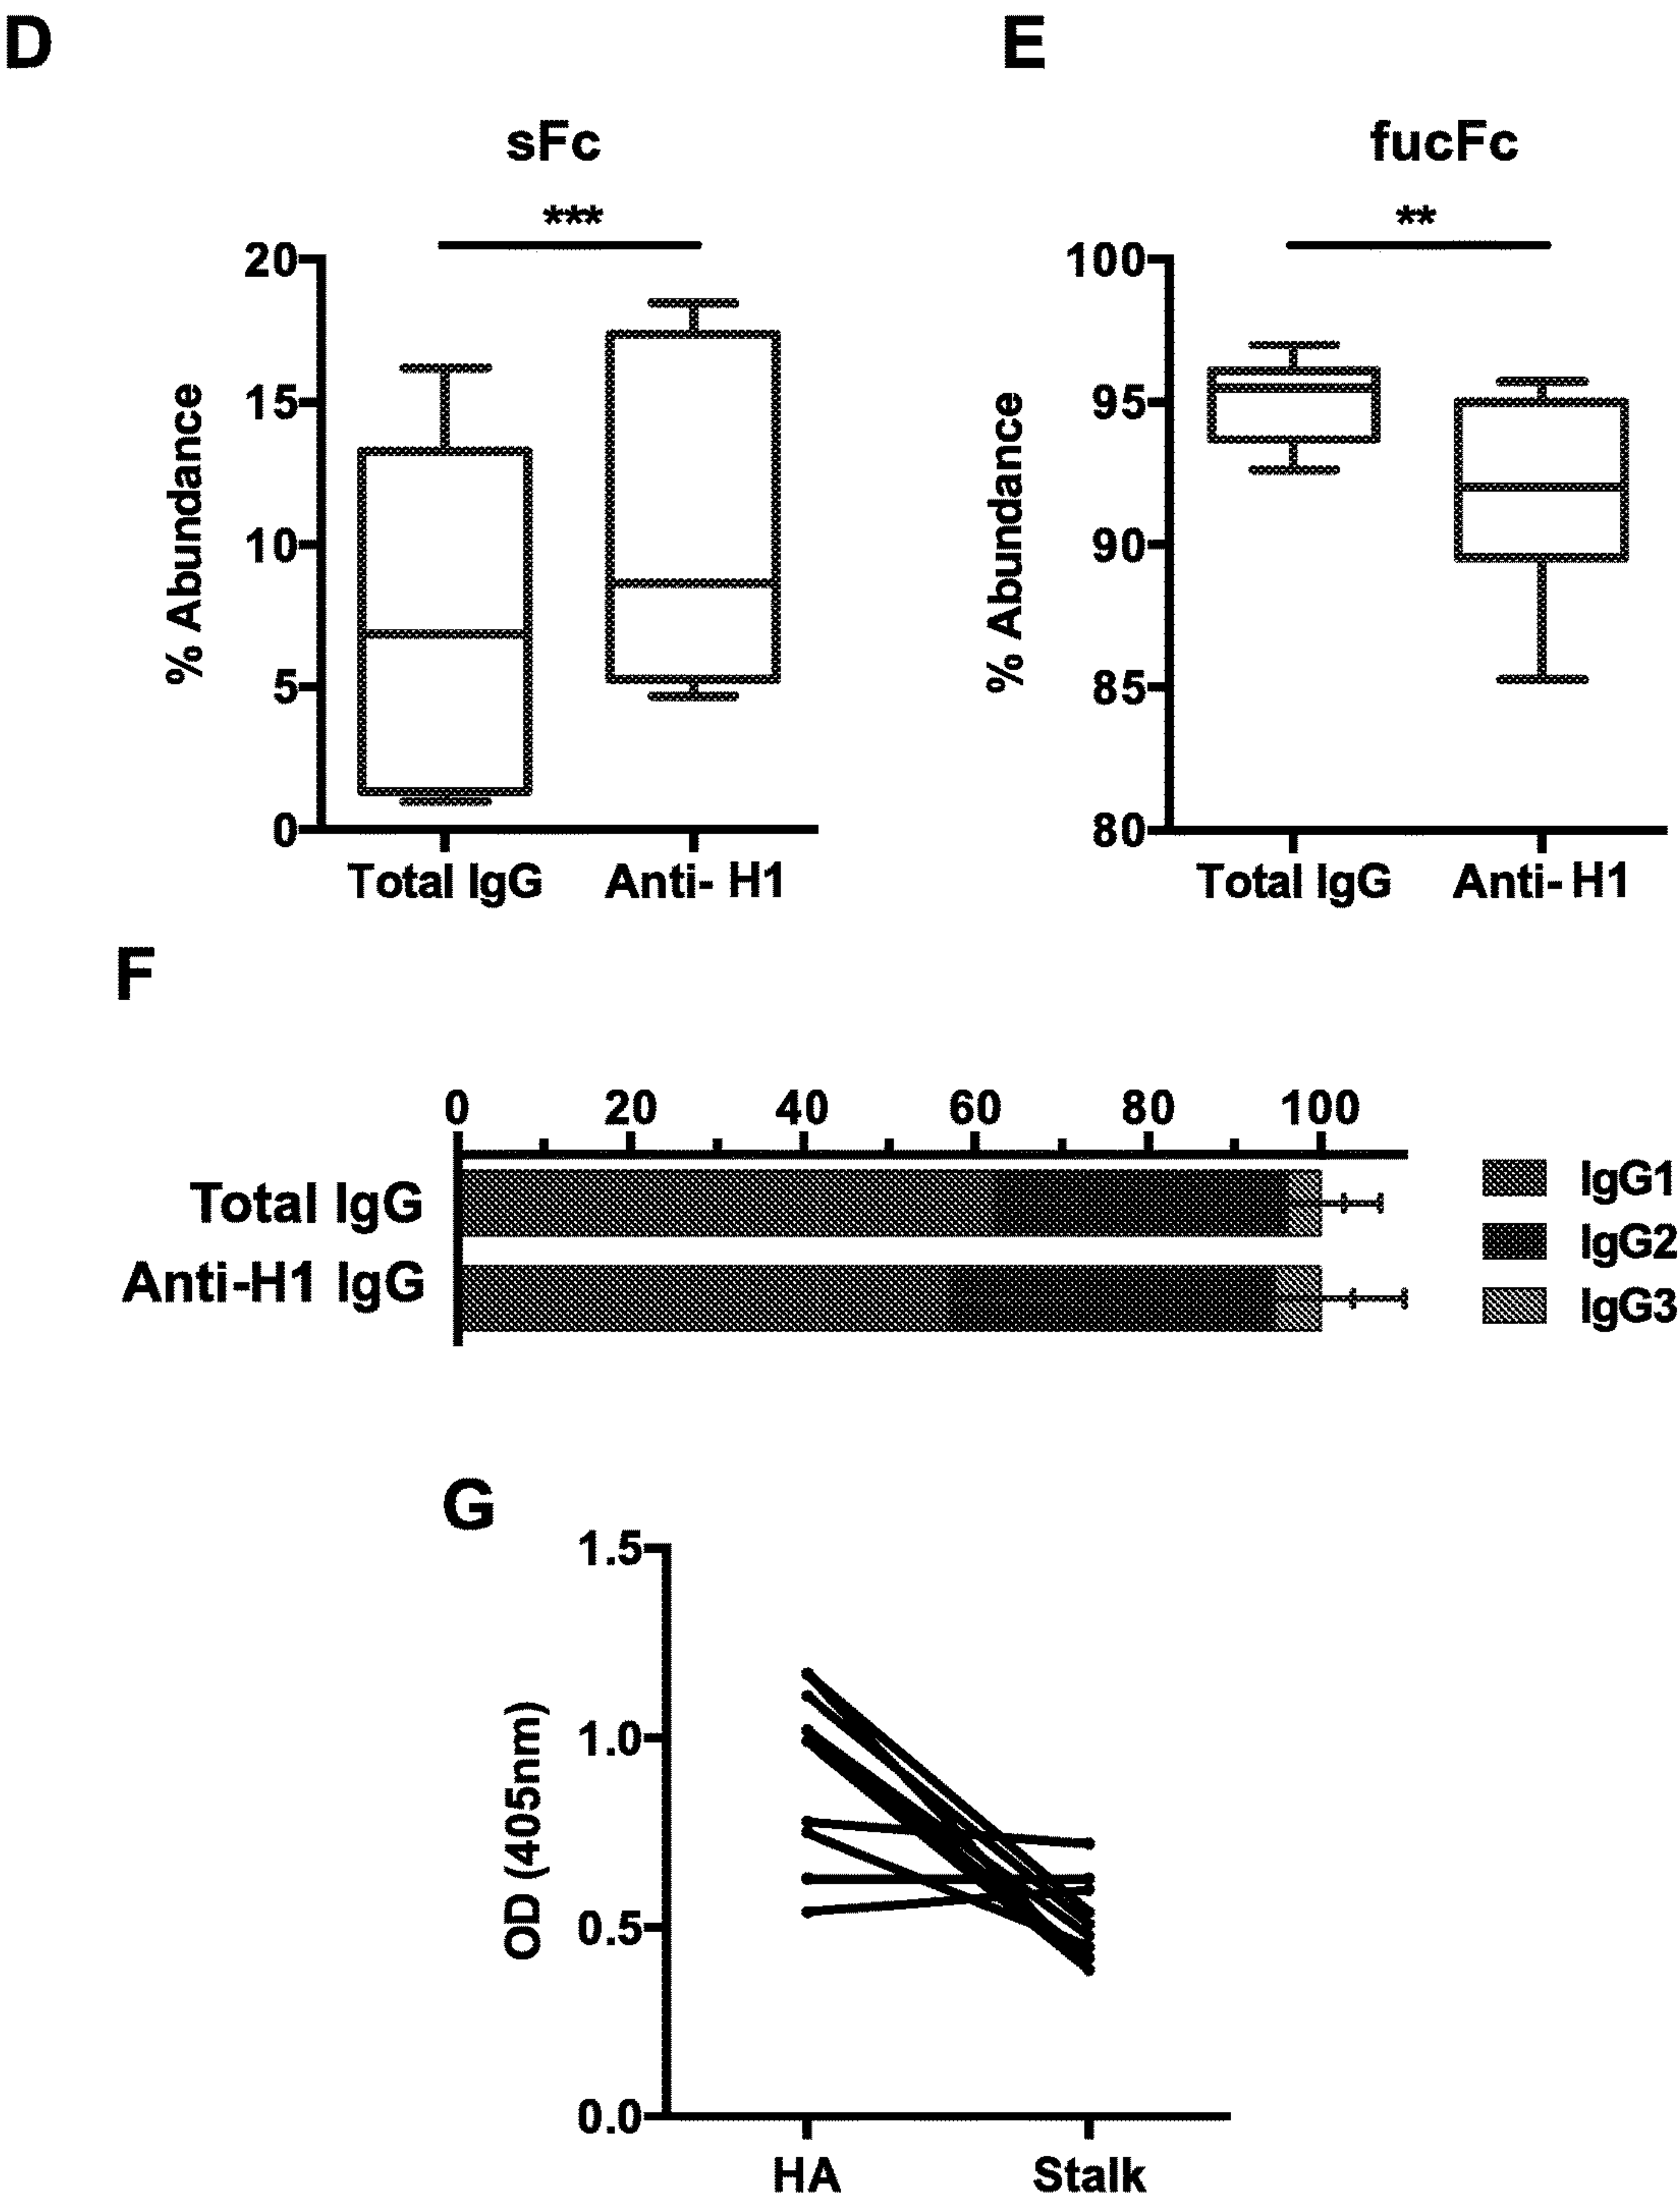 D
sFc
***
20
15
10
5
0
% Abundance
Total IgG Anti- H1
E
fucFc
**
100
95
90
85
80
% Abundance
Total IgG Anti- H1
F
0 20 40 60 80 100
Total IgG
Anti-H1 IgG
IgG1
IgG2
IgG3
G
1.5
1.0
0.5
0.0
OD (405nm)
HA Stalk